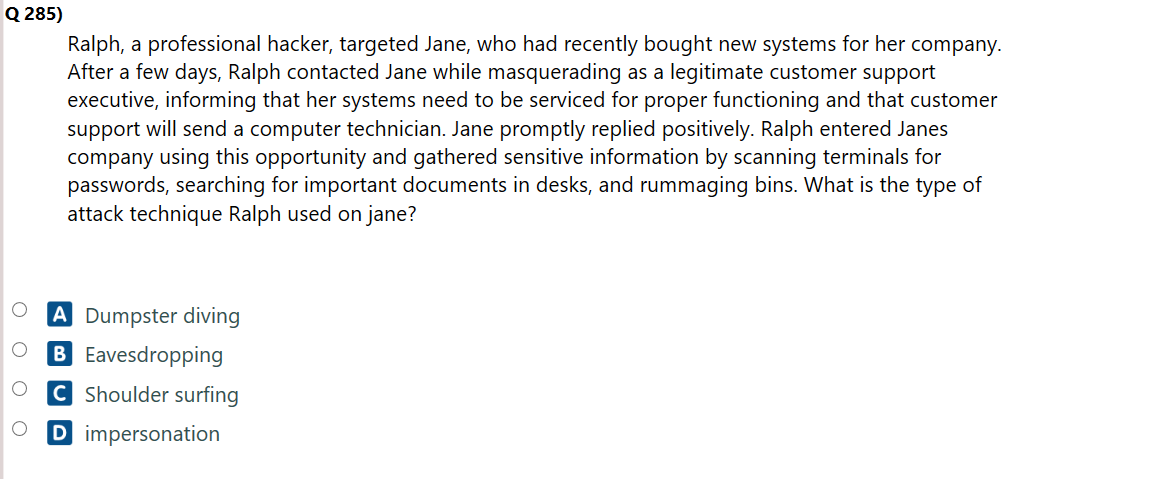 Q 285)
Ralph, a professional hacker, targeted Jane, who had recently bought new systems for her company.
After a few days, Ralph contacted Jane while masquerading as a legitimate customer support
executive, informing that her systems need to be serviced for proper functioning and that customer
support will send a computer technician. Jane promptly replied positively. Ralph entered Janes
company using this opportunity and gathered sensitive information by scanning terminals for
passwords, searching for important documents in desks, and rummaging bins. What is the type of
attack technique Ralph used on jane?
A Dumpster diving
B Eavesdropping
C Shoulder surfing
D impersonation